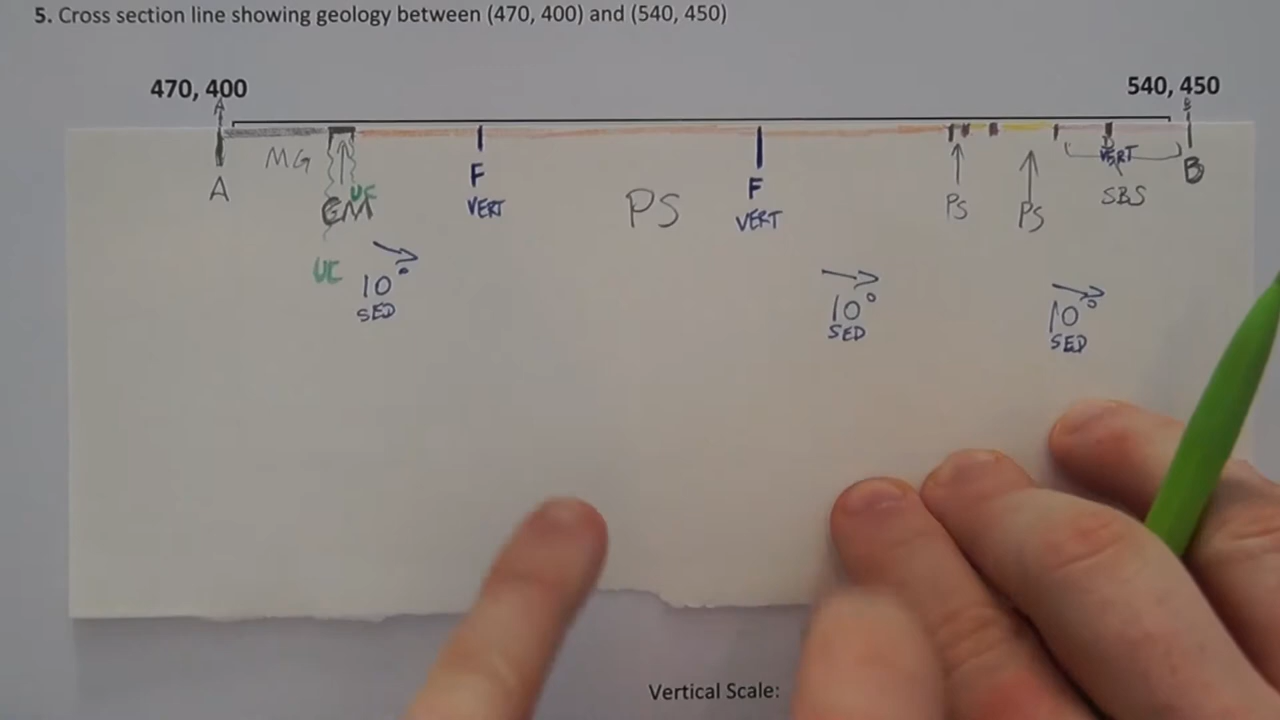 5. Cross section line showing geology between (470, 400) and (540, 450)
470, 400
540, 450
A
B
A
MG
UC
GM
UC
10°
SED
F
VERT
PS
F
VERT
10°
SED
PS
PS
VERT
SBS
B
10°
SED
Vertical Scale: